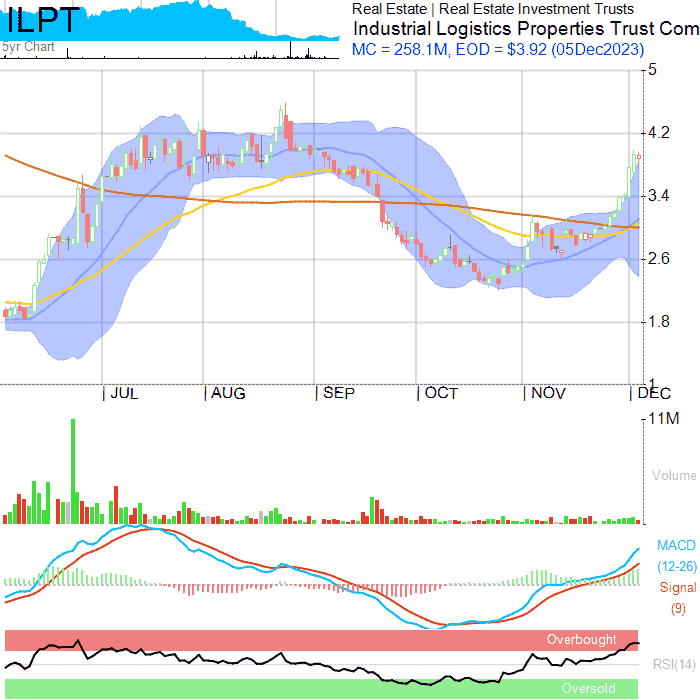 ILPT
5yr Chart
Real Estate | Real Estate Investment Trusts
Industrial Logistics Properties Trust Com
MC = 258.1M, EOD = $3.92 (05Dec2023)
5
4.2
3.4
2.6
1.8
1
JUL
AUG
SEP
OCT
NOV
DEC
11M
Volume
MACD
(12-26)
Signal
(9)
Overbought
RSI(14)
Oversold